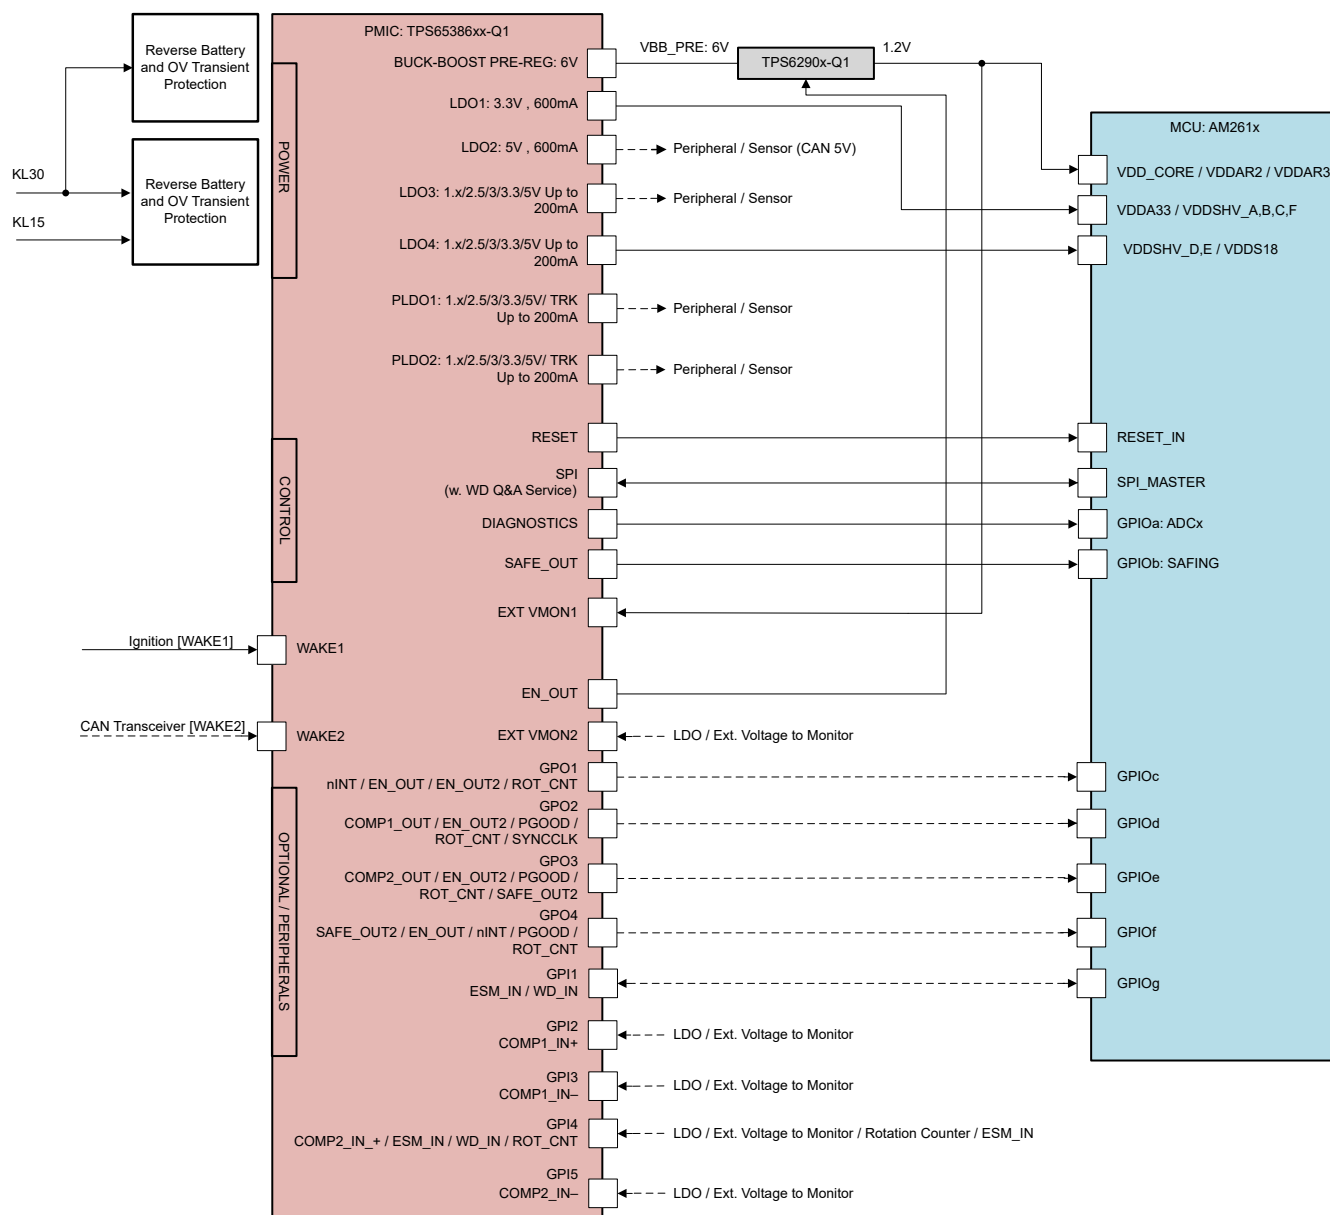 PMIC: TPS65386xx-Q1
Reverse Battery
and OV Transient
Protection
Reverse Battery
and OV Transient
Protection
KL30
KL15
POWER
BUCK-BOOST PRE-REG: 6V
LDO1: 3.3V , 600mA
LDO2: 5V , 600mA
LDO3: 1.x/2.5/3/3.3/5V Up to
200mA
LDO4: 1.x/2.5/3/3.3/5V Up to
200mA
PLDO1: 1.x/2.5/3/3.3/5V/ TRK
Up to 200mA
PLDO2: 1.x/2.5/3/3.3/5V/ TRK
Up to 200mA
VBB_PRE: 6V
TPS6290x-Q1
1.2V
Peripheral / Sensor (CAN 5V)
Peripheral / Sensor
Peripheral / Sensor
Peripheral / Sensor
MCU: AM261x
VDD_CORE / VDDAR2 / VDDAR3
VDDA33 / VDDSHV_A,B,C,F
VDDSHV_D,E / VDDS18
CONTROL
RESET
SPI
(w. WD Q&A Service)
DIAGNOSTICS
SAFE_OUT
EXT VMON1
RESET_IN
SPI_MASTER
GPIOa: ADCx
GPIOb: SAFING
Ignition [WAKE1]
WAKE1
EN_OUT
CAN Transceiver [WAKE2]
WAKE2
EXT VMON2
LDO / Ext. Voltage to Monitor
OPTIONAL / PERIPHERALS
GPO1
nINT / EN_OUT / EN_OUT2 / ROT_CNT
GPO2
COMP1_OUT / EN_OUT2 / PGOOD /
ROT_CNT / SYNCCLK
GPO3
COMP2_OUT / EN_OUT2 / PGOOD /
ROT_CNT / SAFE_OUT2
GPO4
SAFE_OUT2 / EN_OUT / nINT / PGOOD /
ROT_CNT
GPI1
ESM_IN / WD_IN
GPI2
COMP1_IN+
GPI3
COMP1_IN–
GPI4
COMP2_IN_+ / ESM_IN / WD_IN / ROT_CNT
GPI5
COMP2_IN–
GPIOc
GPIOd
GPIOe
GPIOf
GPIOg
LDO / Ext. Voltage to Monitor
LDO / Ext. Voltage to Monitor
LDO / Ext. Voltage to Monitor / Rotation Counter / ESM_IN
LDO / Ext. Voltage to Monitor